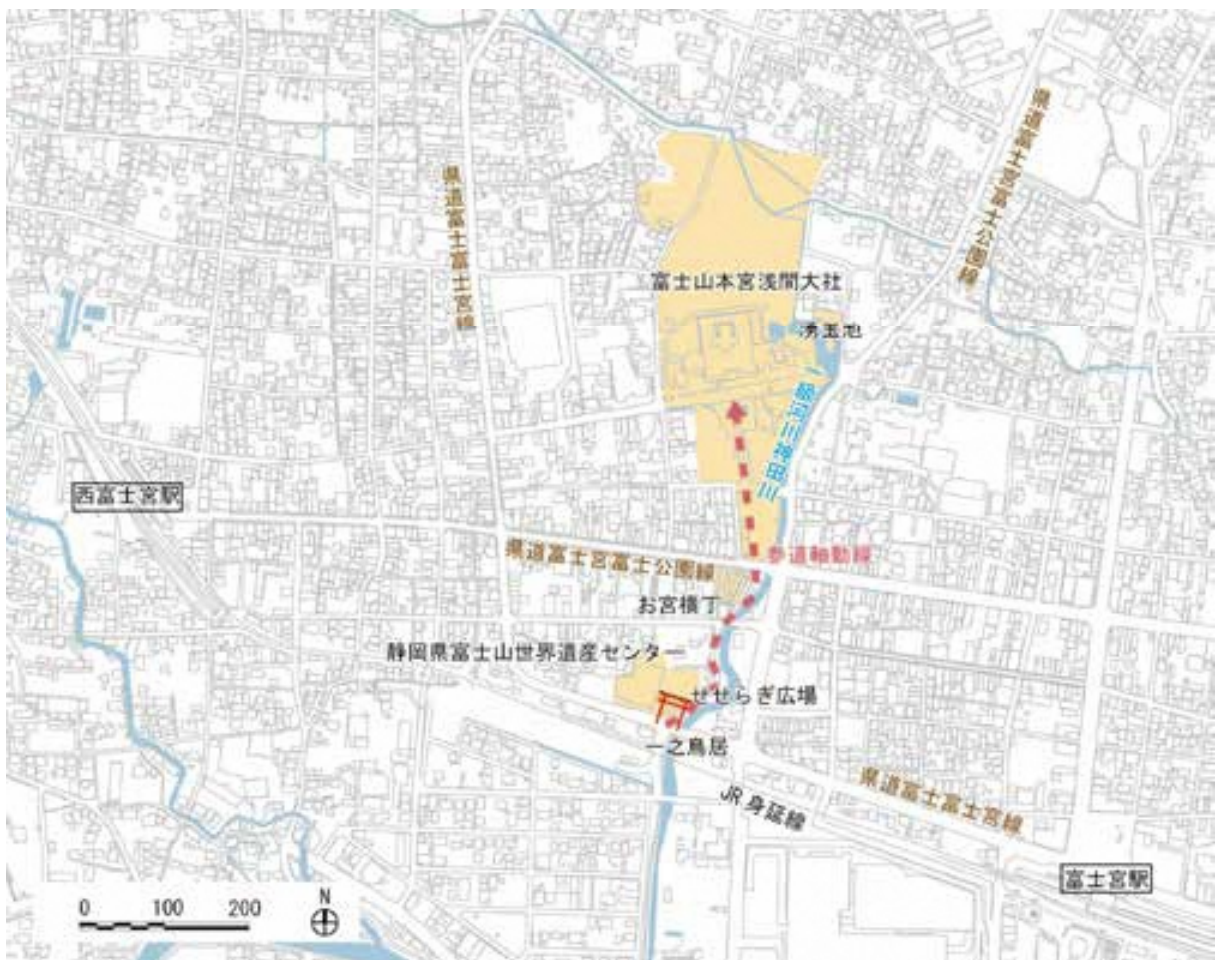 県道富士宮富士公園線
県道富士富士宮線
富士山本宮浅間大社
湧玉池
一級河川神田川
西富士宮駅
参道軸動線
県道富士宮富士公園線
お宮横丁
静岡県富士山世界遺産センター
せせらぎ広場
一之鳥居
JR 身延線
県道富士富士宮線
富士宮駅
0 100 200
N